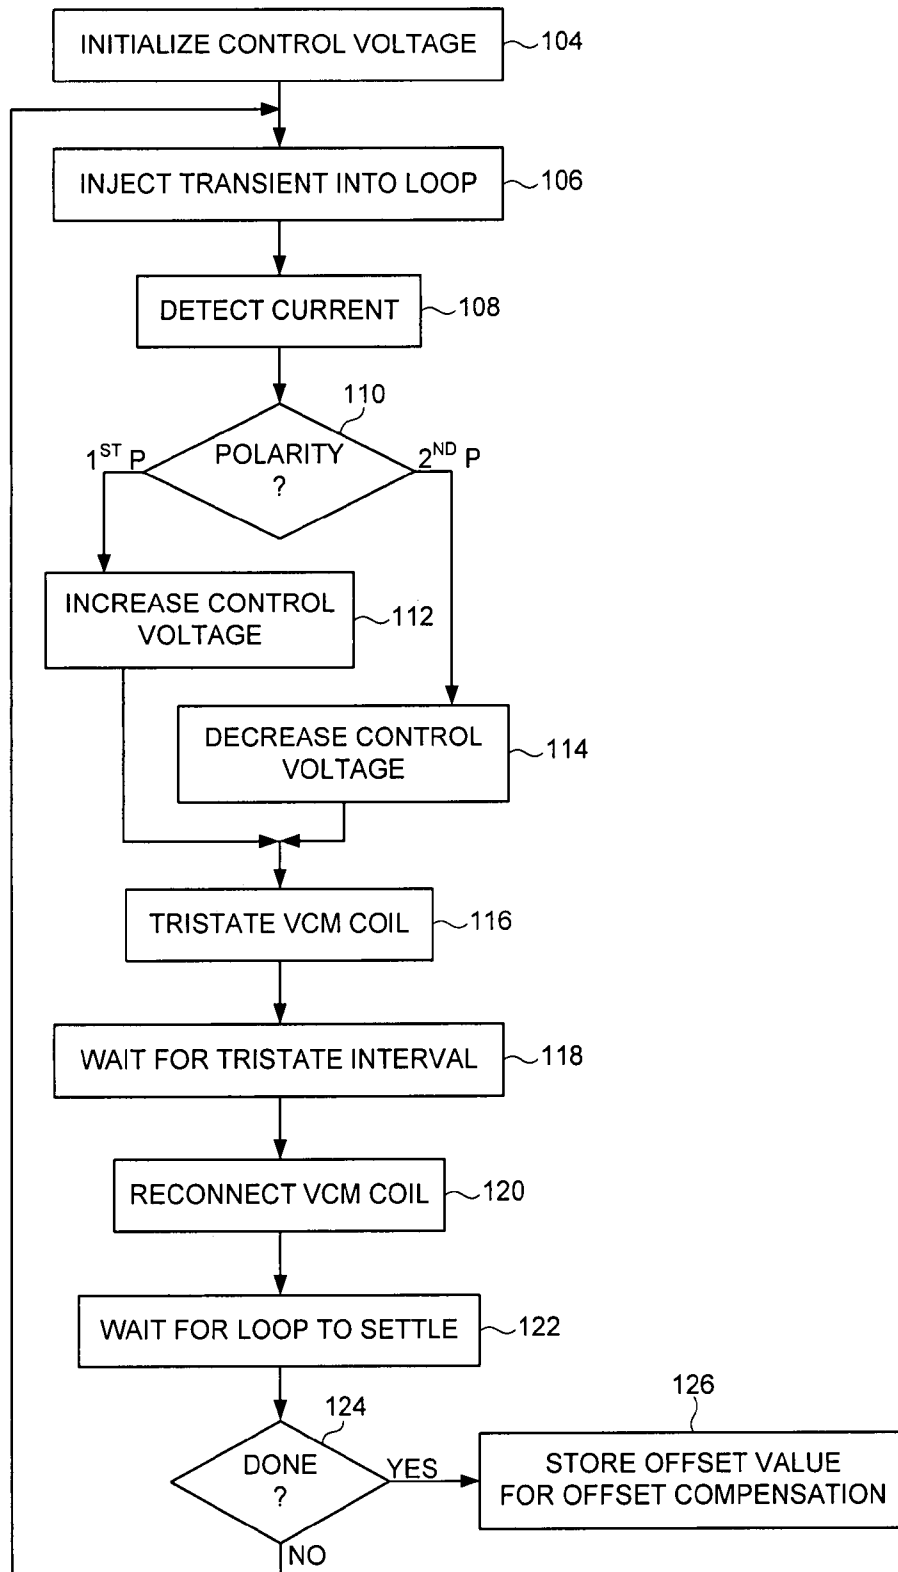 INITIALIZE CONTROL VOLTAGE
104
INJECT TRANSIENT INTO LOOP
106
DETECT CURRENT
108
110
POLARITY
?
1ST P
2ND P
INCREASE CONTROL
VOLTAGE
112
DECREASE CONTROL
VOLTAGE
114
TRISTATE VCM COIL
116
WAIT FOR TRISTATE INTERVAL
118
RECONNECT VCM COIL
120
WAIT FOR LOOP TO SETTLE
122
124
DONE
?
YES
NO
126
STORE OFFSET VALUE
FOR OFFSET COMPENSATION